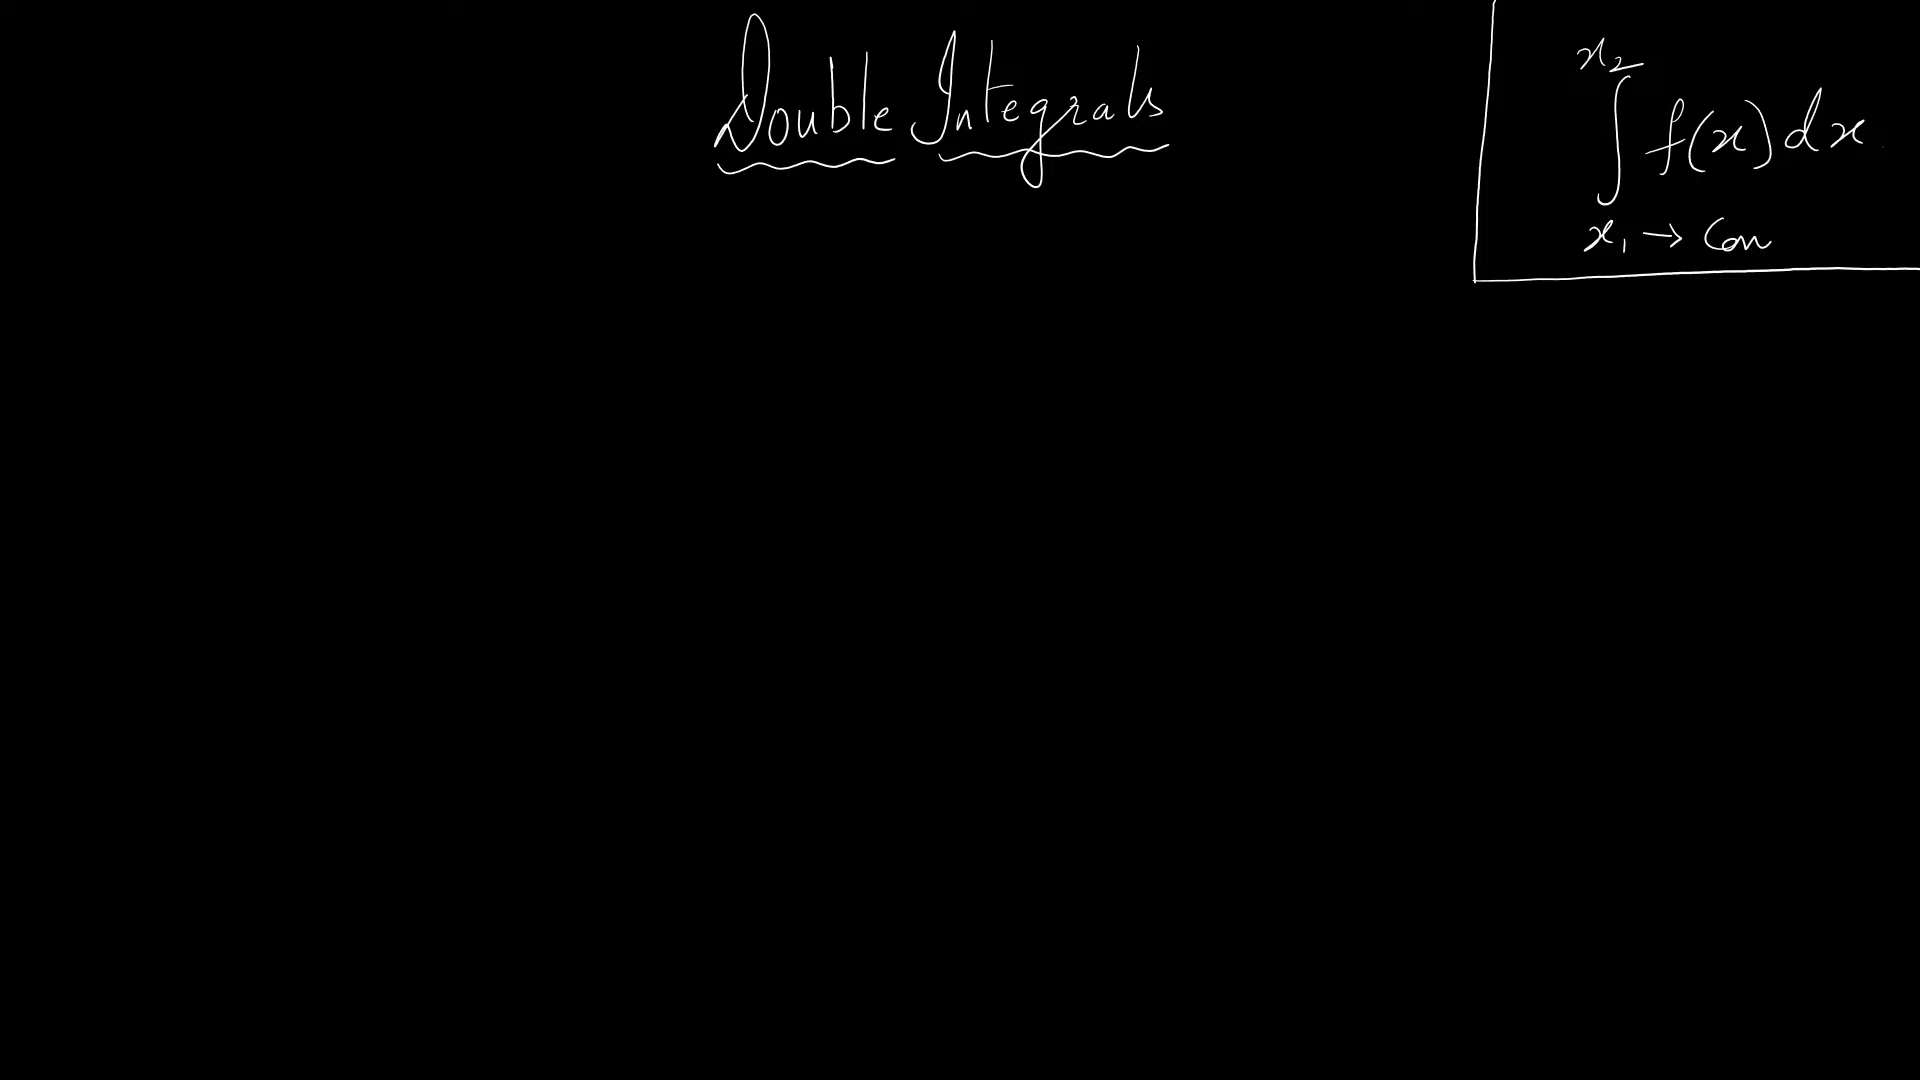 Double Integrals
x₂
∫ f(x) dx
x₁ → Con